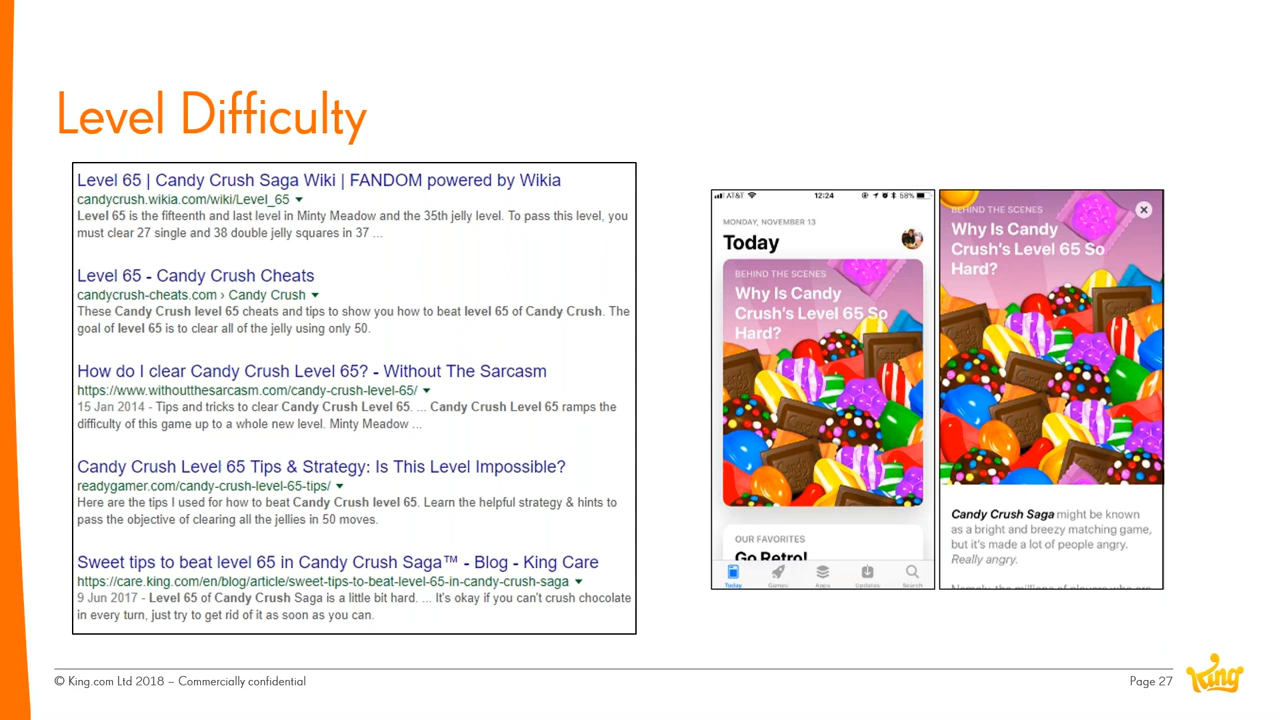 Level Difficulty
Level 65 | Candy Crush Saga Wiki | FANDOM powered by Wikia
candycrush.wikia.com/wiki/Level_65
Level 65 is the fifteenth and last level in Minty Meadow and the 35th jelly level. To pass this level, you
must clear 27 single and 38 double jelly squares in 37 ...
Level 65 - Candy Crush Cheats
candycrush-cheats.com › Candy Crush
These Candy Crush level 65 cheats and tips to show you how to beat level 65 of Candy Crush. The
goal of level 65 is to clear all of the jelly using only 50.
How do I clear Candy Crush Level 65? - Without The Sarcasm
https://www.withoutthesarcasm.com/candy-crush-level-65/
15 Jan 2014 - Tips and tricks to clear Candy Crush Level 65. ... Candy Crush Level 65 ramps the
difficulty of this game up to a whole new level. Minty Meadow ...
Candy Crush Level 65 Tips & Strategy: Is This Level Impossible?
readygamer.com/candy-crush-level-65-tips/
Here are the tips I used for how to beat Candy Crush level 65. Learn the helpful strategy & hints to
pass the objective of clearing all the jellies in 50 moves.
Sweet tips to beat level 65 in Candy Crush Saga™ - Blog - King Care
https://care.king.com/en/blog/article/sweet-tips-to-beat-level-65-in-candy-crush-saga
9 Jun 2017 - Level 65 of Candy Crush Saga is a little bit hard. ... It's okay if you can't crush chocolate
in every turn, just try to get rid of it as soon as you can.
AT&T 12:24 58%
MONDAY, NOVEMBER 13
Today
BEHIND THE SCENES
Why Is Candy
Crush's Level 65 So
Hard?
OUR FAVORITES
Go Retro!
Today Games Apps Updates Search
BEHIND THE SCENES
Why Is Candy
Crush's Level 65 So
Hard?
Candy Crush Saga might be known
as a bright and breezy matching game,
but it's made a lot of people angry.
Really angry.
Namely, the millions of players who are
© King.com Ltd 2018 – Commercially confidential
Page 27
King